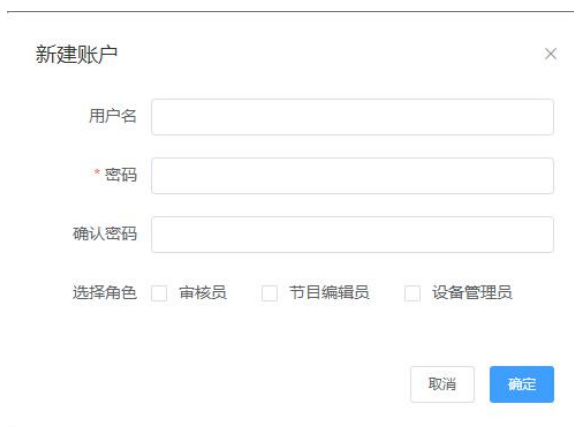 新建账户
用户名
* 密码
确认密码
选择角色 审核员 节目编辑员 设备管理员
取消 确定